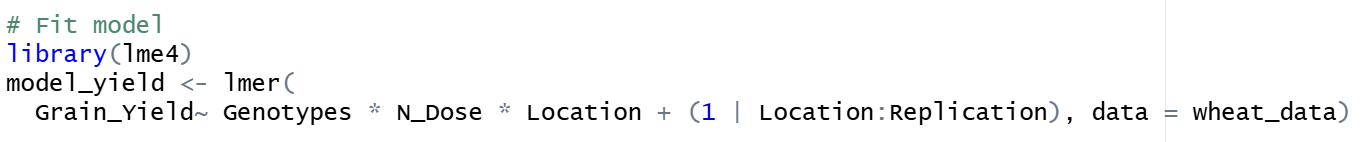 # Fit model
library(lme4)
model_yield <- lmer(
  Grain_Yield~ Genotypes * N_Dose * Location + (1 | Location:Replication), data = wheat_data)